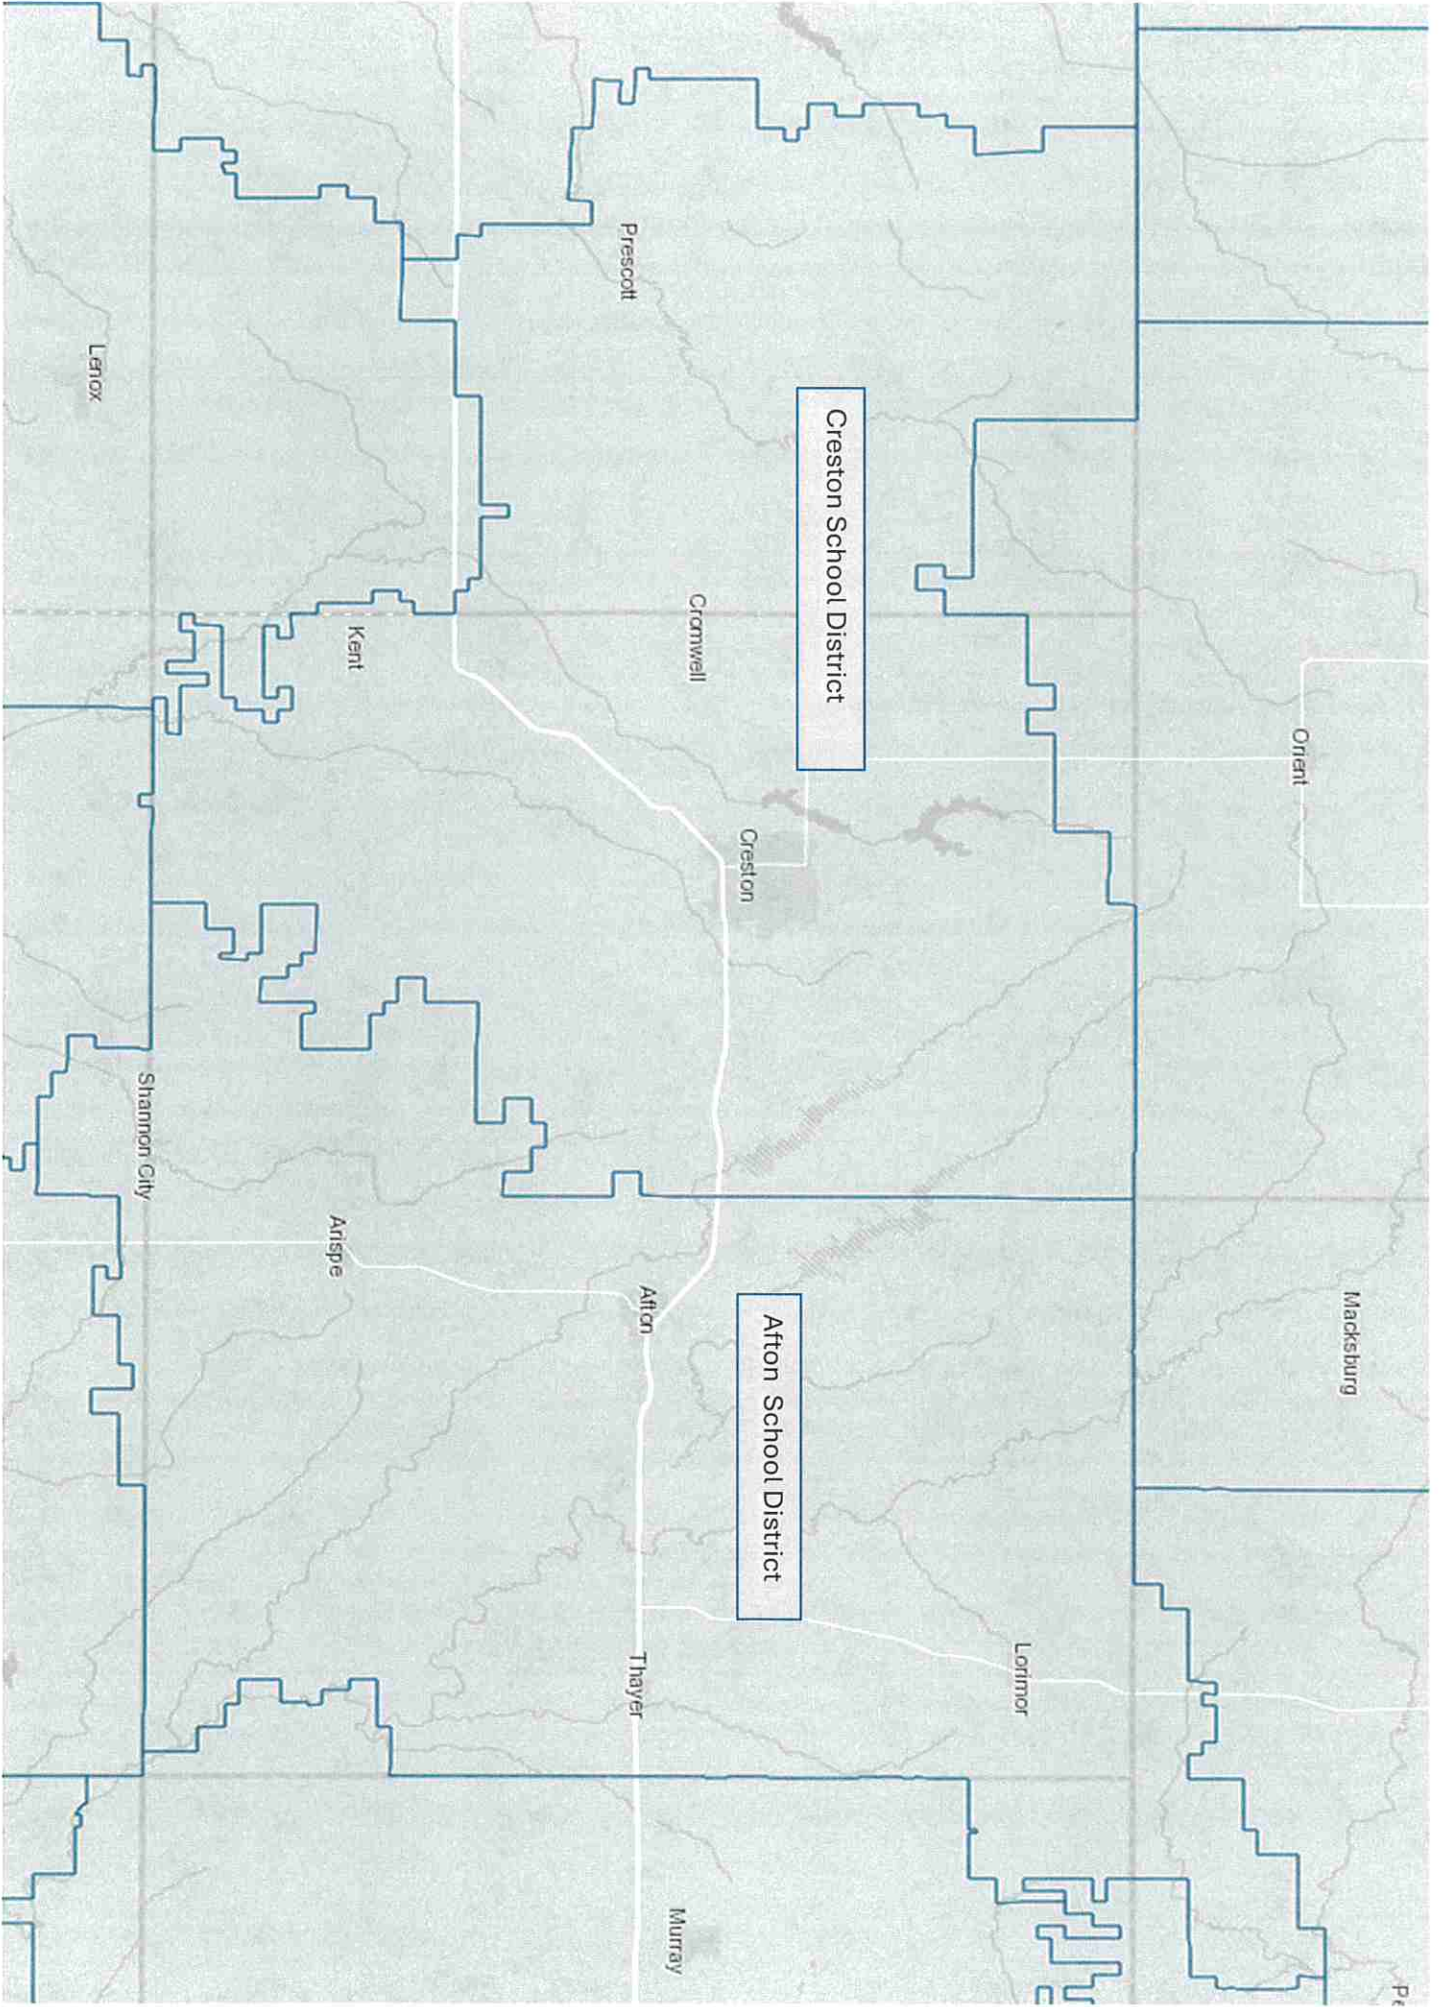 Orient
Macksburg
Pe
Creston School District
Lorimor
Prescott
Cromwell
Creston
Afton School District
Afton
Thayer
Murray
Kent
Arispe
Lenox
Shannon City